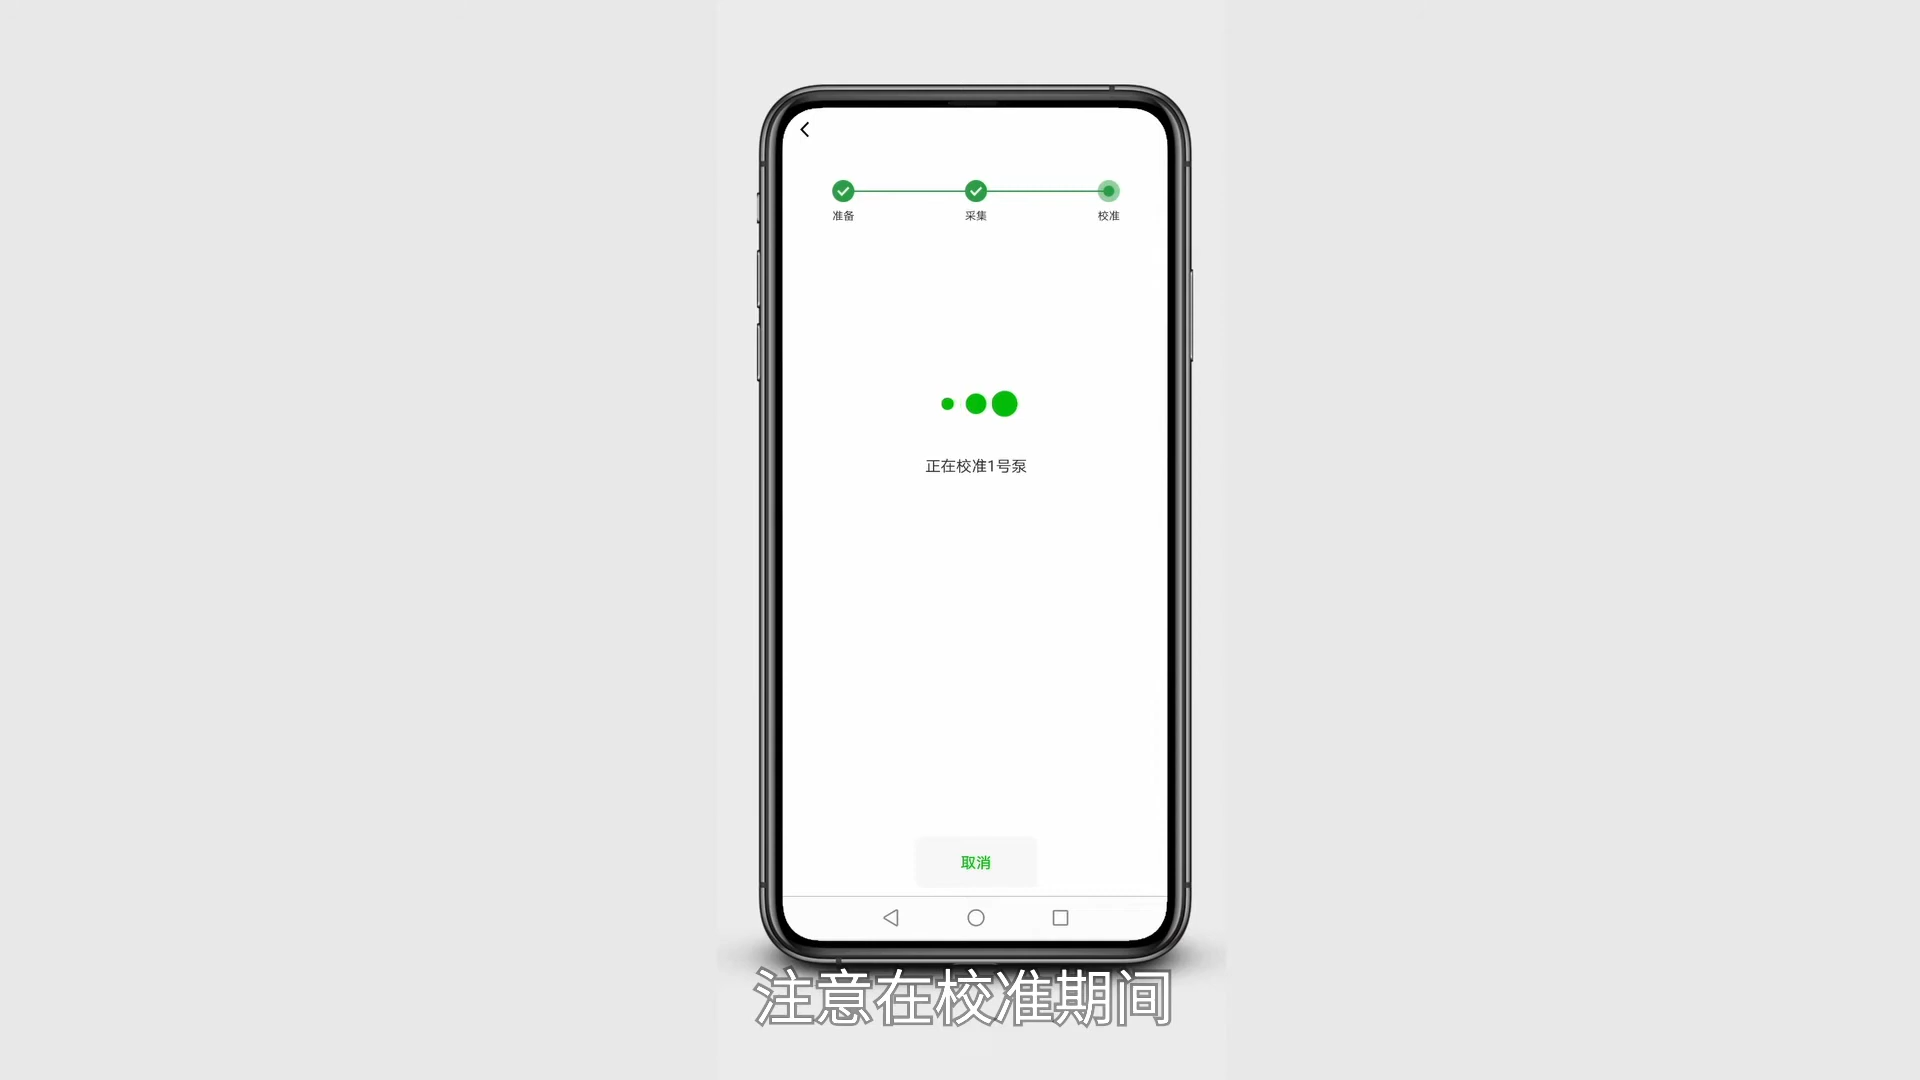 准备
采集
校准
正在校准1号泵
取消
注意在校准期间